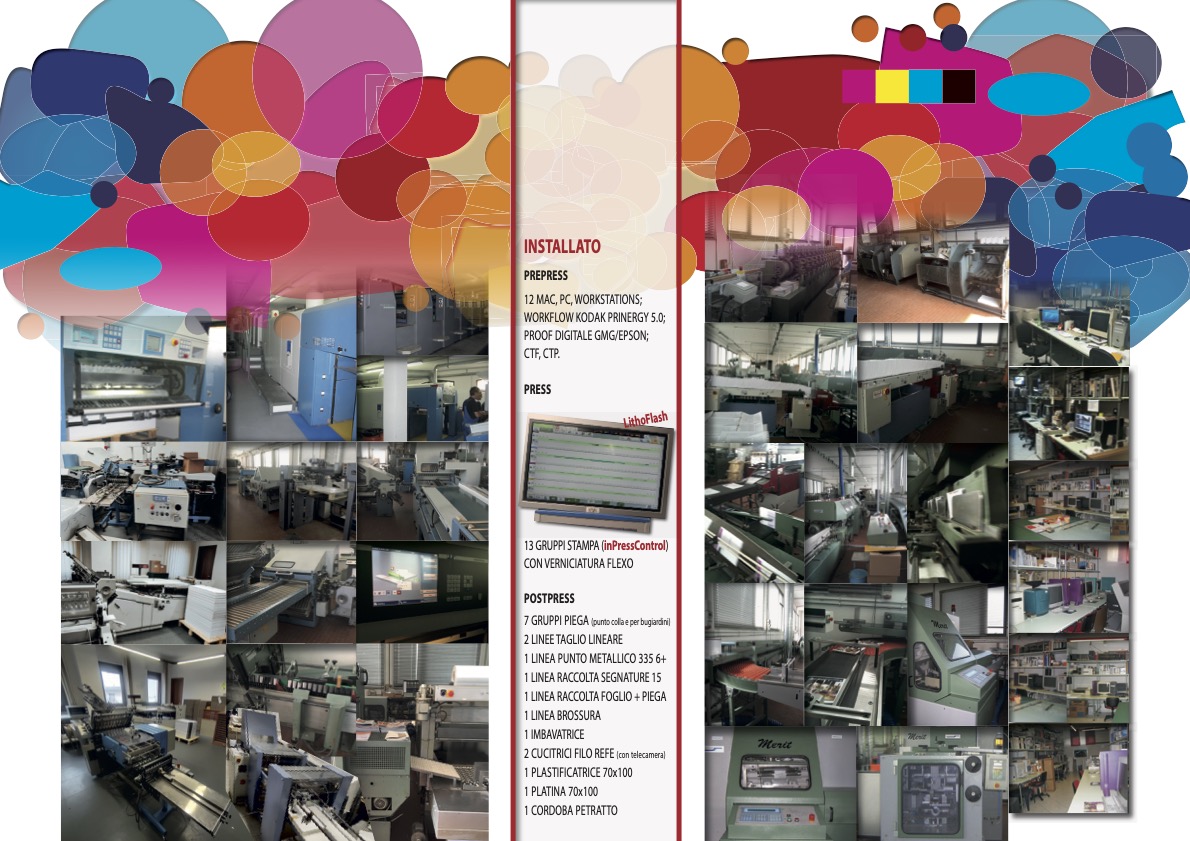 INSTALLATO
PREPRESS
12 MAC, PC, WORKSTATIONS;
WORKFLOW KODAK PRINERGY 5.0;
PROOF DIGITALE GMG/EPSON;
CTF, CTP.
PRESS
LithoFlash
13 GRUPPI STAMPA (inPressControl)
CON VERNICIATURA FLEXO
POSTPRESS
7 GRUPPI PIEGA (punto colla e per bugiardini)
2 LINEE TAGLIO LINEARE
1 LINEA PUNTO METALLICO 335 6+
1 LINEA RACCOLTA SEGNATURE 15
1 LINEA RACCOLTA FOGLIO + PIEGA
1 LINEA BROSSURA
1 IMBAVATRICE
2 CUCITRICI FILO REFE (con telecamera)
1 PLASTIFICATRICE 70x100
1 PLATINA 70x100
1 CORDOBA PETRATTO
Merit
Merit
Merit